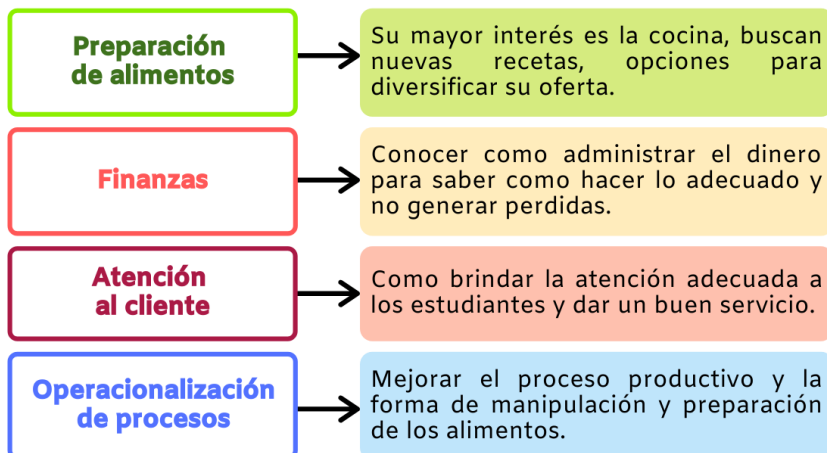 Preparación
de alimentos
Su mayor interés es la cocina, buscan
nuevas recetas, opciones para
diversificar su oferta.
Finanzas
Conocer como administrar el dinero
para saber como hacer lo adecuado y
no generar perdidas.
Atención
al cliente
Como brindar la atención adecuada a
los estudiantes y dar un buen servicio.
Operacionalización
de procesos
Mejorar el proceso productivo y la
forma de manipulación y preparación
de los alimentos.